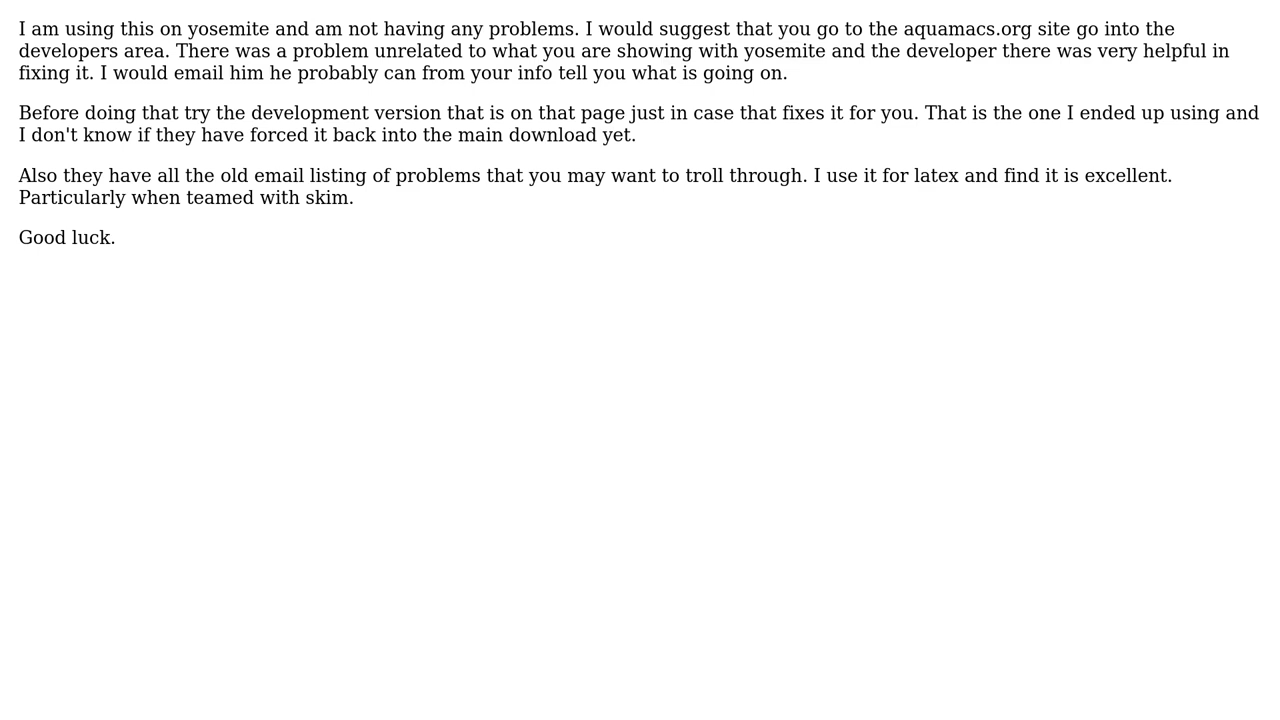 I am using this on yosemite and am not having any problems. I would suggest that you go to the aquamacs.org site go into the
developers area. There was a problem unrelated to what you are showing with yosemite and the developer there was very helpful in
fixing it. I would email him he probably can from your info tell you what is going on.
Before doing that try the development version that is on that page just in case that fixes it for you. That is the one I ended up using and
I don't know if they have forced it back into the main download yet.
Also they have all the old email listing of problems that you may want to troll through. I use it for latex and find it is excellent.
Particularly when teamed with skim.
Good luck.